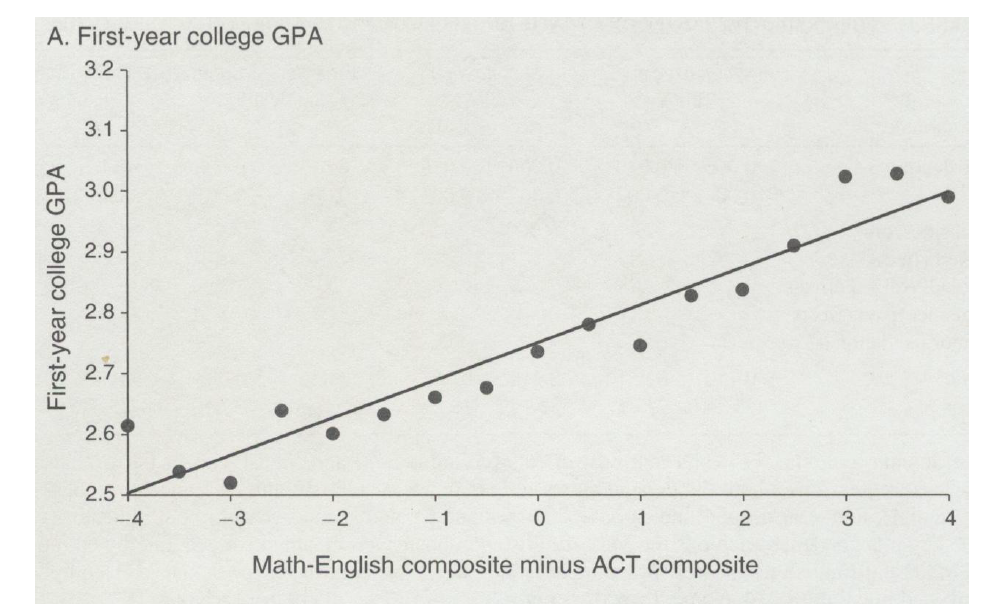 A. First-year college GPA
First-year college GPA
3.2
3.1
3.0
2.9
2.8
2.7
2.6
2.5
−4 −3 −2 −1 0 1 2 3 4
Math-English composite minus ACT composite